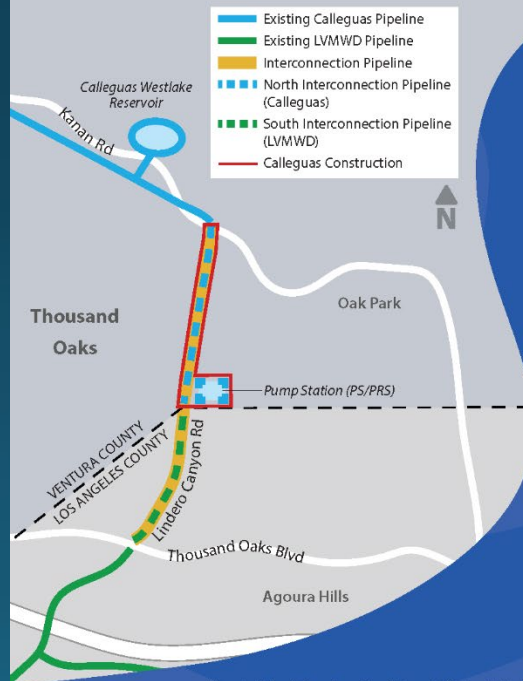 Existing Calleguas Pipeline
Existing LVMWD Pipeline
Interconnection Pipeline
North Interconnection Pipeline
(Calleguas)
South Interconnection Pipeline
(LVMWD)
Calleguas Construction
Calleguas Westlake
Reservoir
Kanan Rd
N
Thousand
Oaks
Oak Park
Pump Station (PS/PRS)
VENTURA COUNTY
LOS ANGELES COUNTY
Lindero Canyon Rd
Thousand Oaks Blvd
Agoura Hills